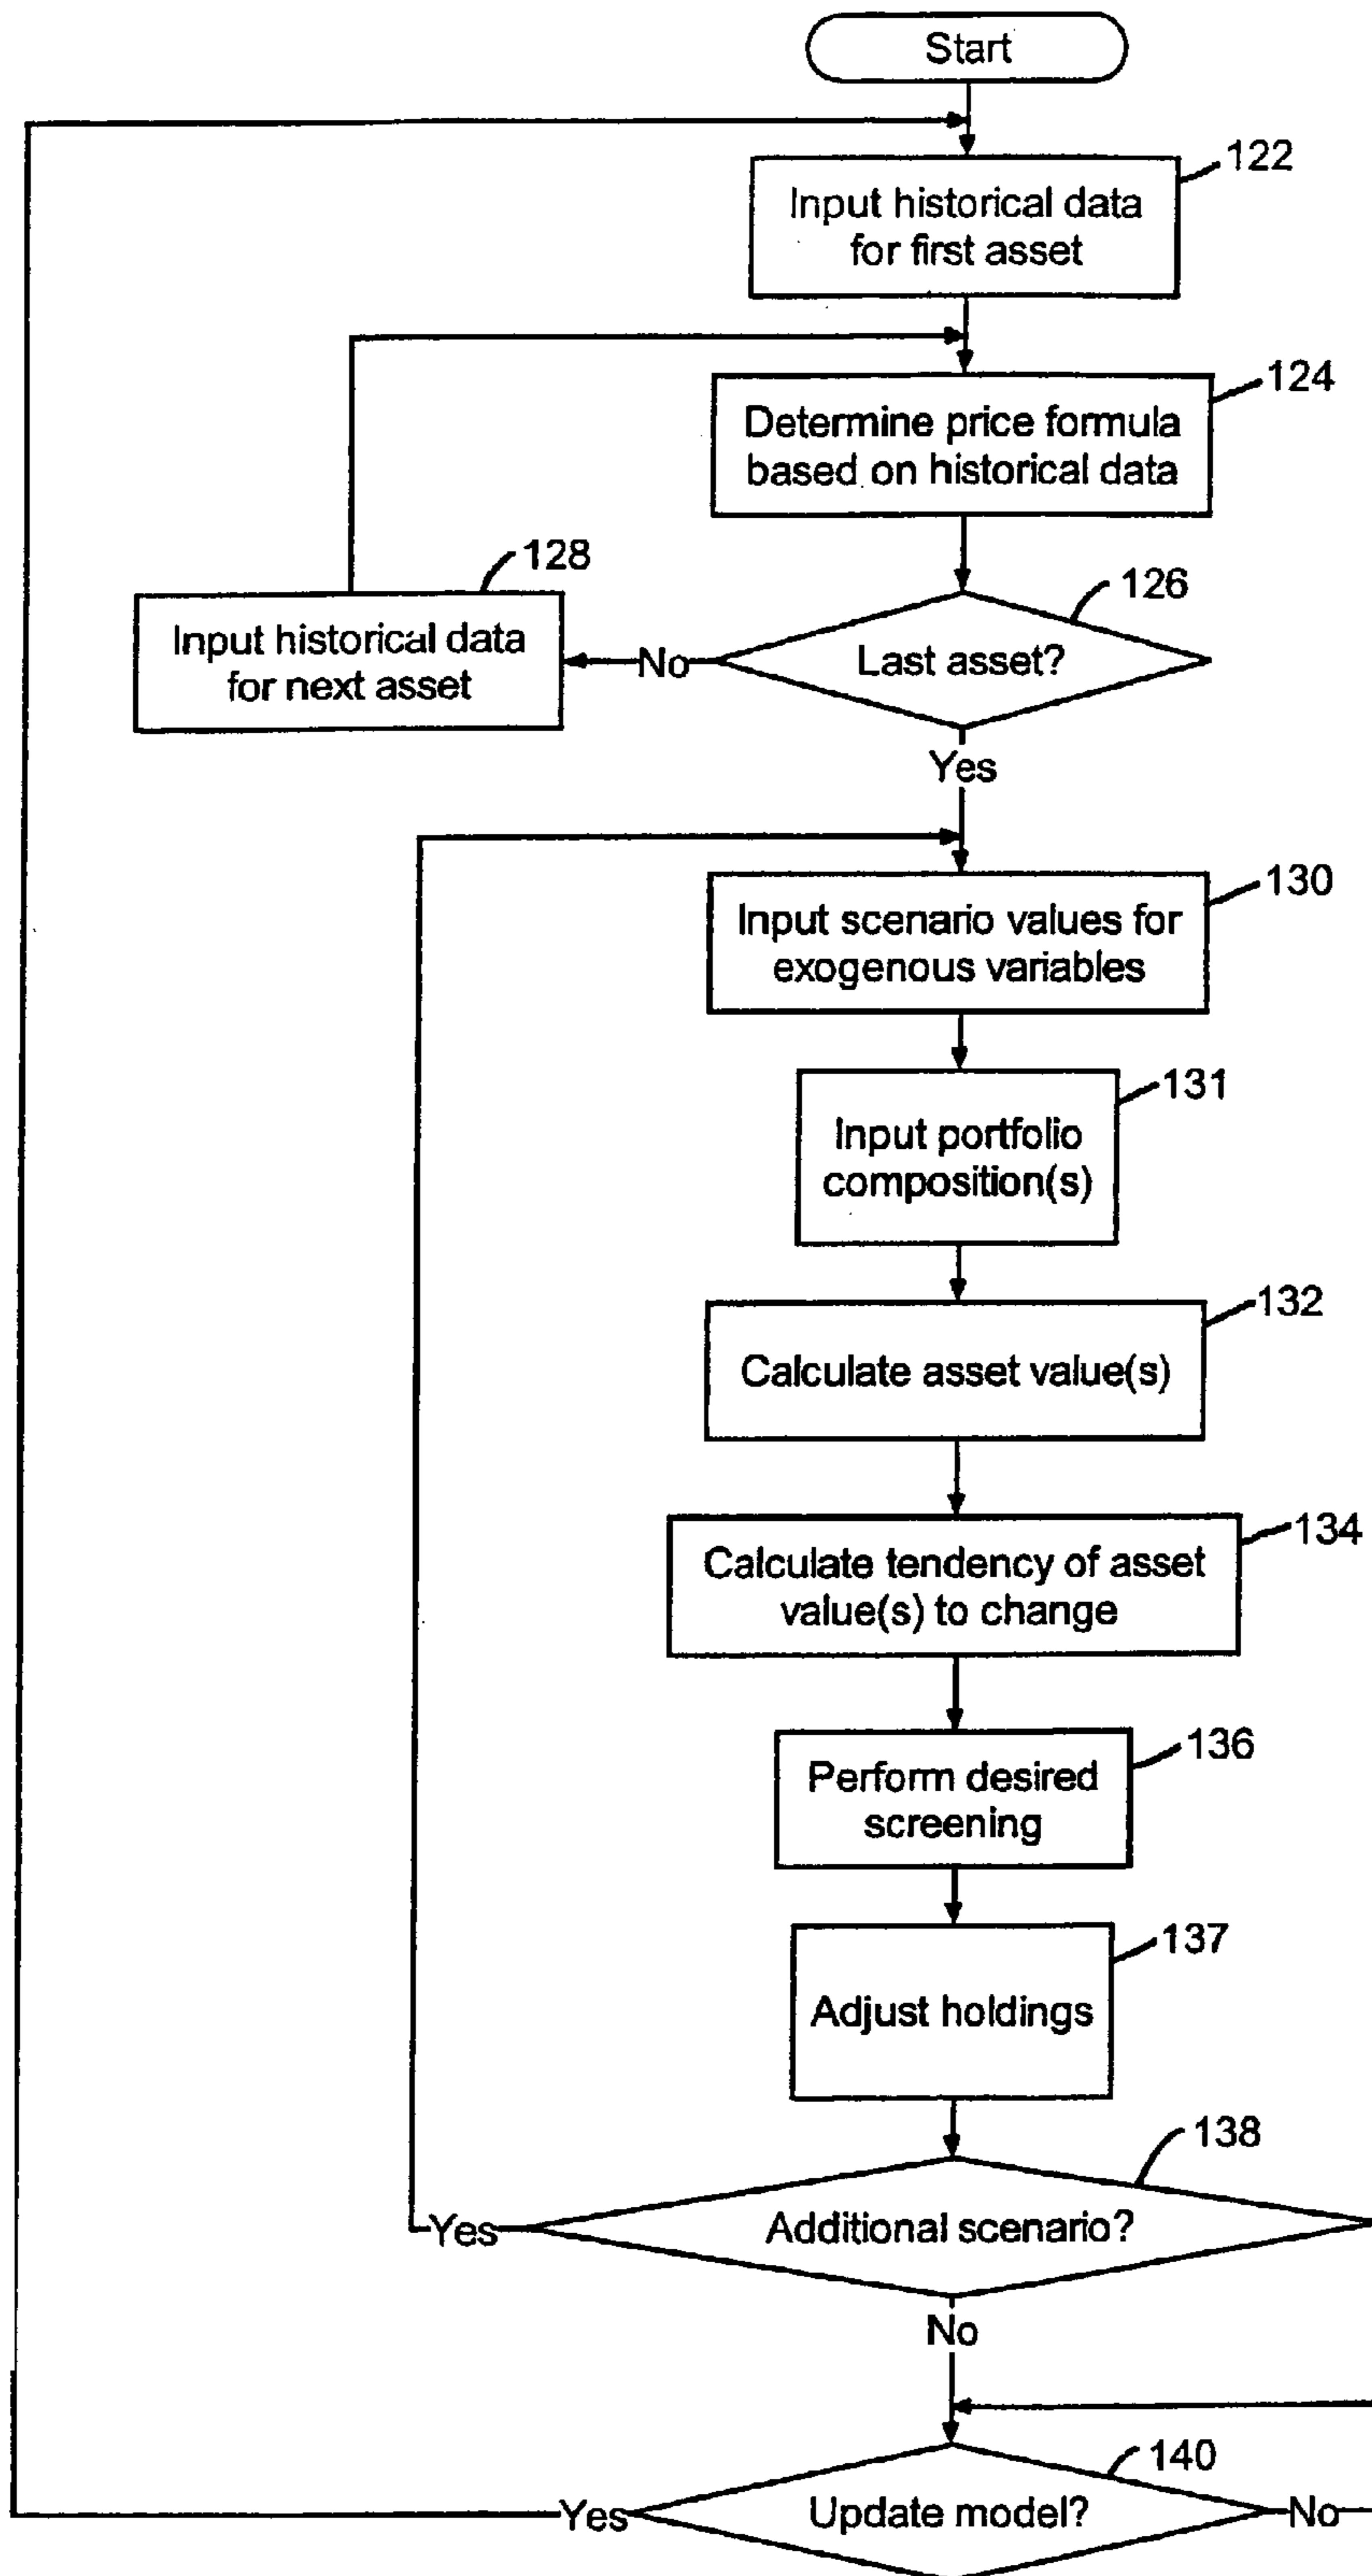 Start
122
Input historical data
for first asset
124
Determine price formula
based on historical data
128
126
Input historical data
for next asset
No
Last asset?
Yes
130
Input scenario values for
exogenous variables
131
Input portfolio
composition(s)
132
Calculate asset value(s)
134
Calculate tendency of asset
value(s) to change
136
Perform desired
screening
137
Adjust holdings
138
Yes
Additional scenario?
No
140
Yes
Update model?
No